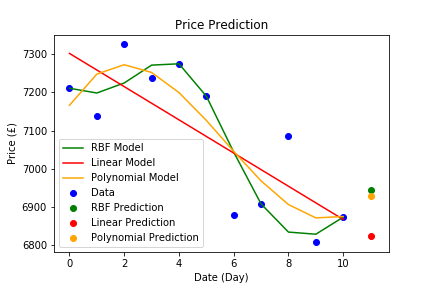 Price Prediction
7300
7200
7100
7000
6900
6800
Price (£)
RBF Model
Linear Model
Polynomial Model
Data
RBF Prediction
Linear Prediction
Polynomial Prediction
0
2
4
6
8
10
Date (Day)